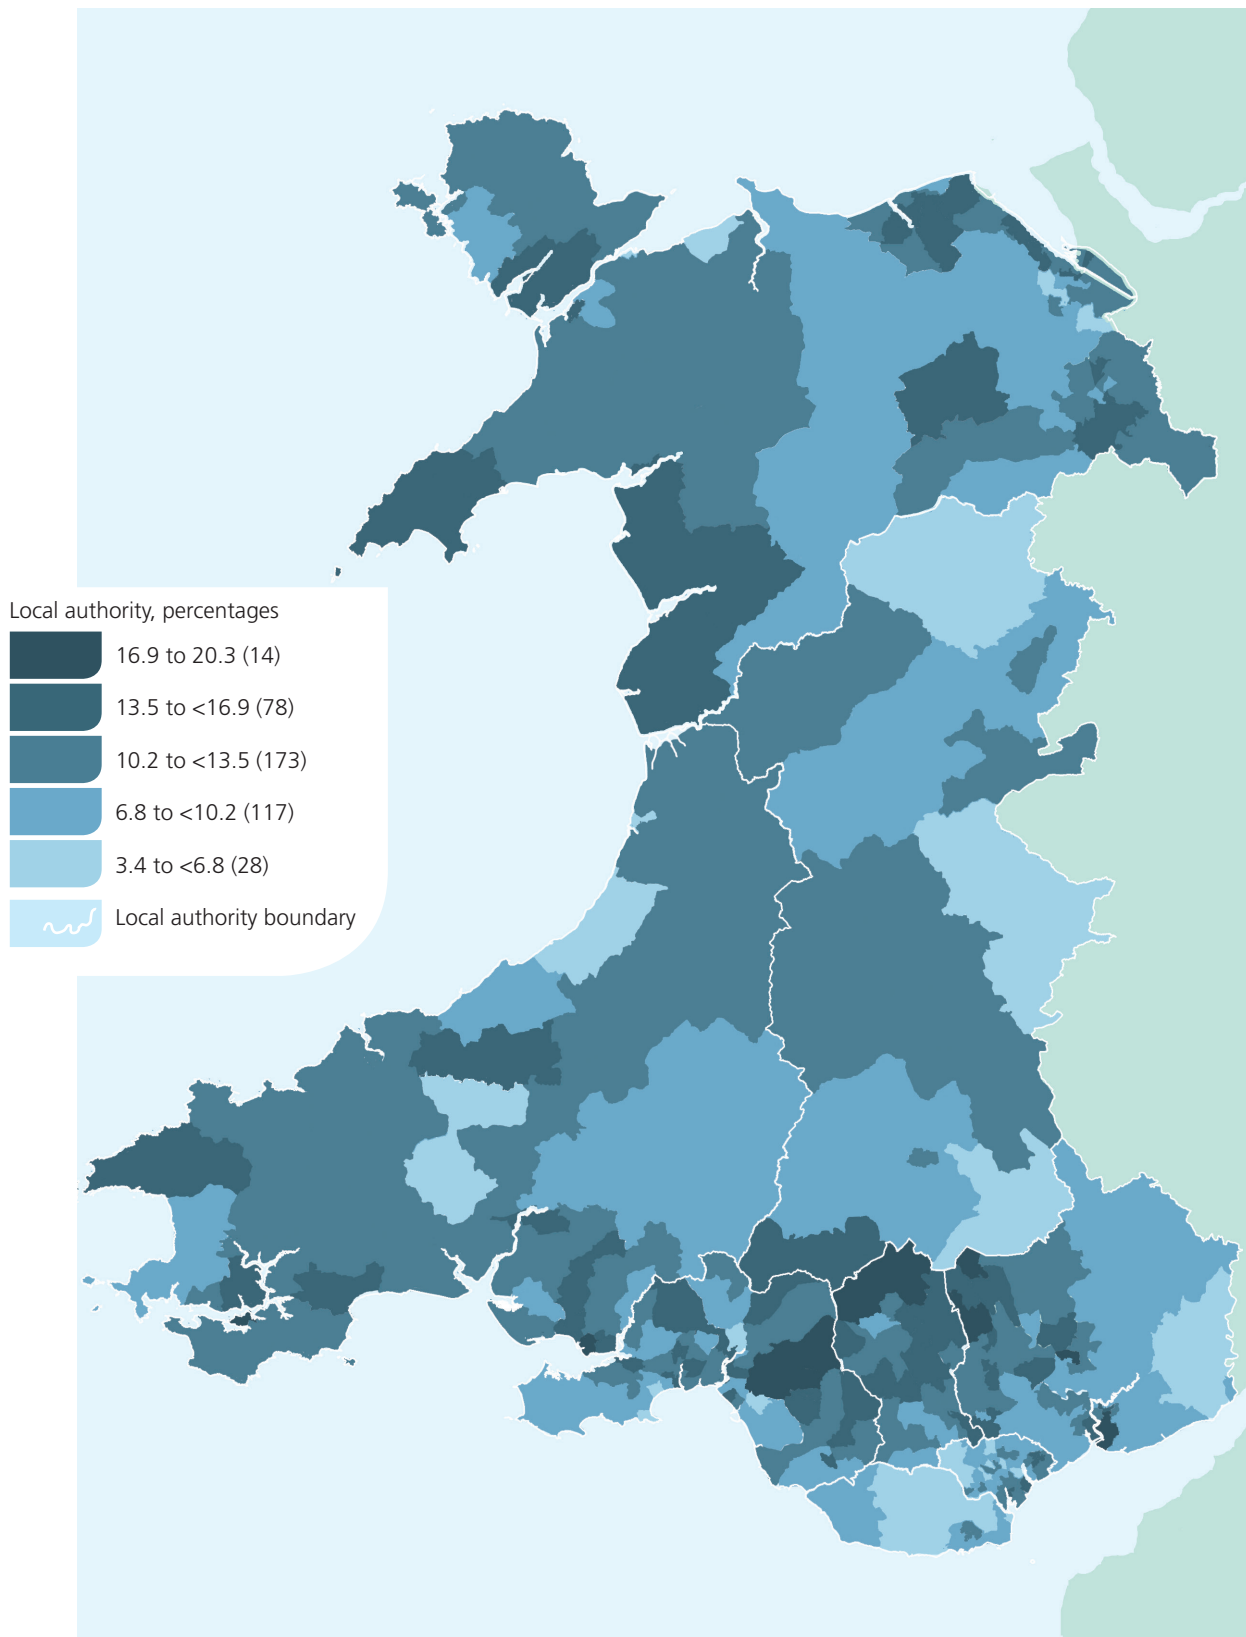 Local authority, percentages
16.9 to 20.3 (14)
13.5 to <16.9 (78)
10.2 to <13.5 (173)
6.8 to <10.2 (117)
3.4 to <6.8 (28)
Local authority boundary